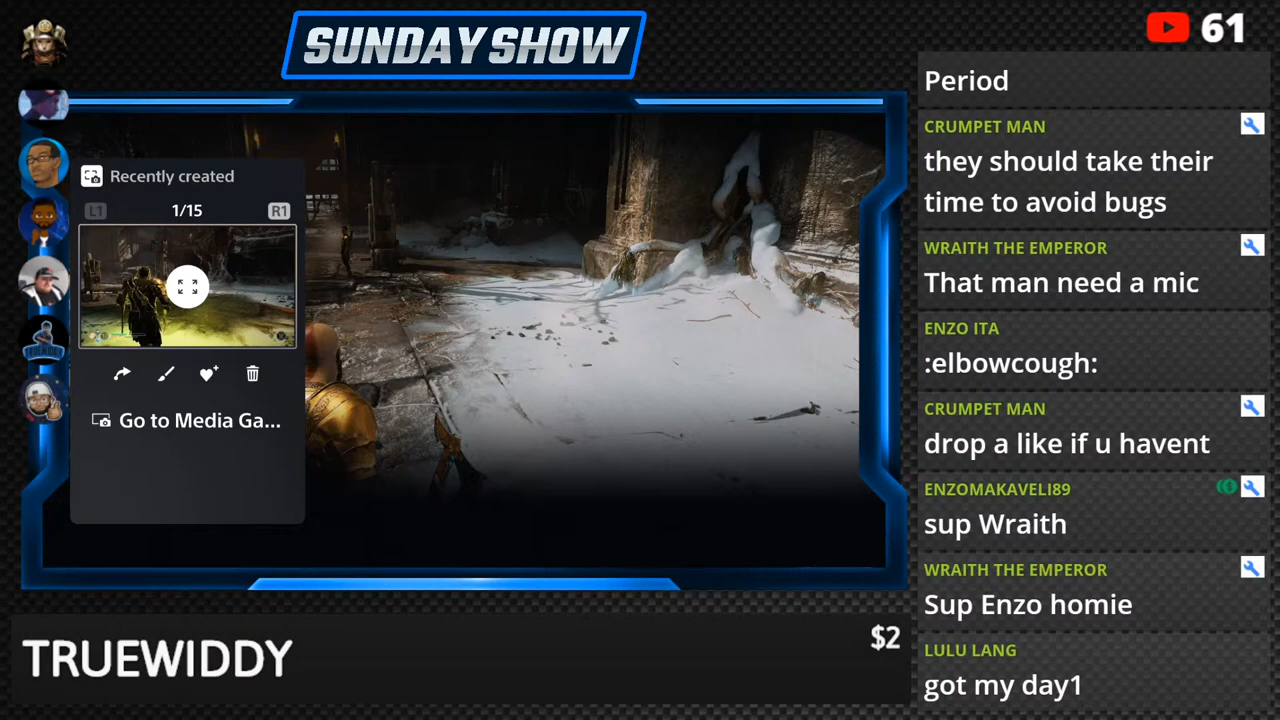 SUNDAY SHOW
61
Recently created
L1
1/15
R1
Go to Media Ga...
TRUEWIDDY
$2
Period
CRUMPET MAN
they should take their
time to avoid bugs
WRAITH THE EMPEROR
That man need a mic
ENZO ITA
:elbowcough:
CRUMPET MAN
drop a like if u havent
ENZOMAKAVELI89
sup Wraith
WRAITH THE EMPEROR
Sup Enzo homie
LULU LANG
got my day1